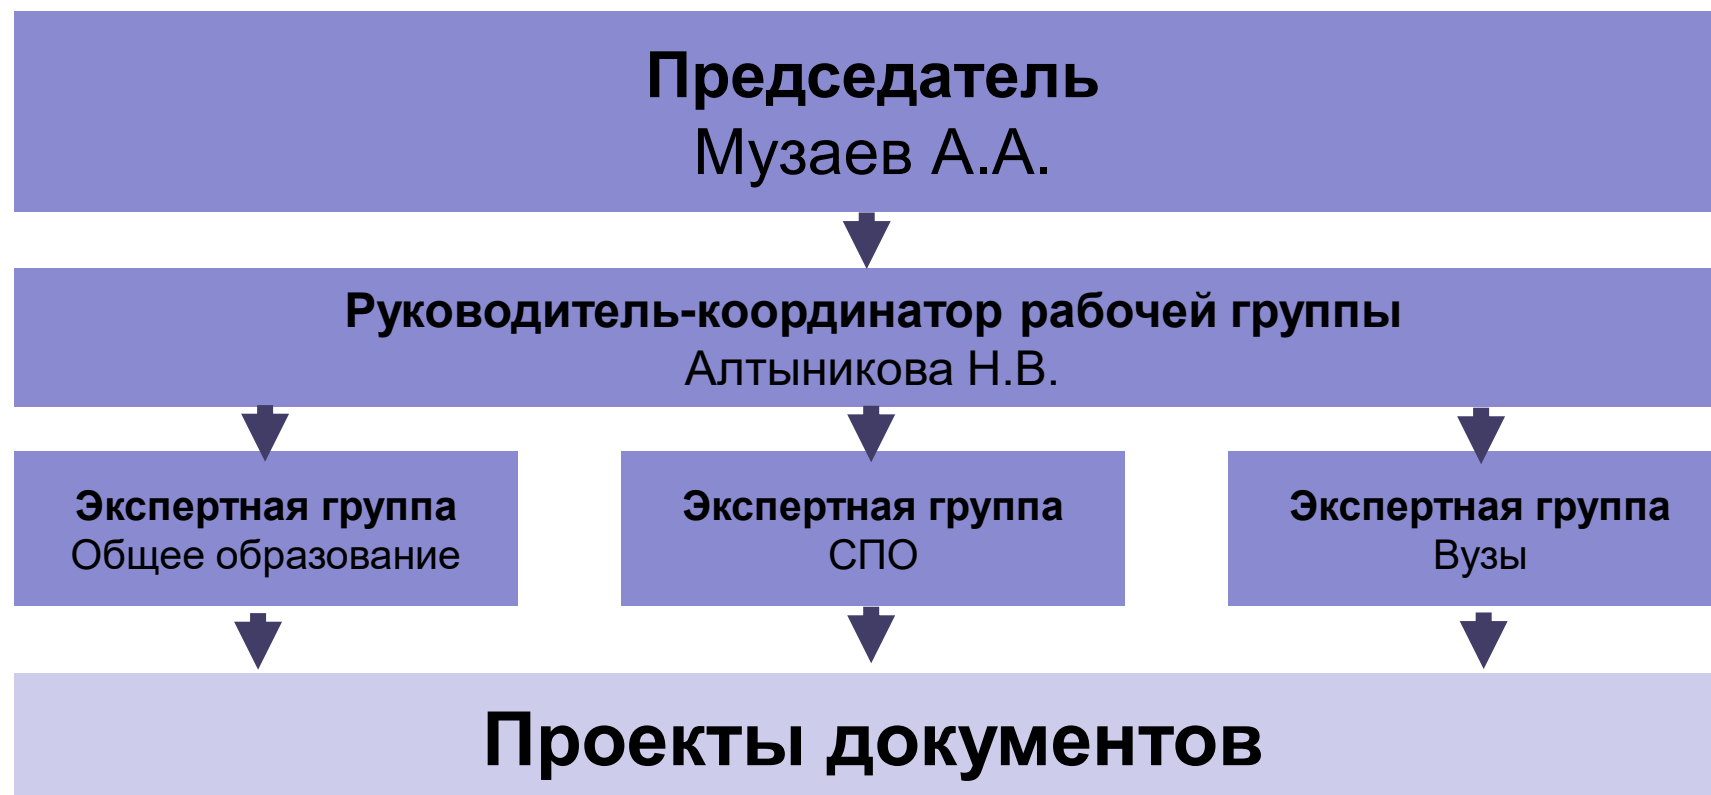 Председатель
Музаев А.А.
Руководитель-координатор рабочей группы
Алтыникова Н.В.
Экспертная группа
Общее образование
Экспертная группа
СПО
Экспертная группа
Вузы
Проекты документов